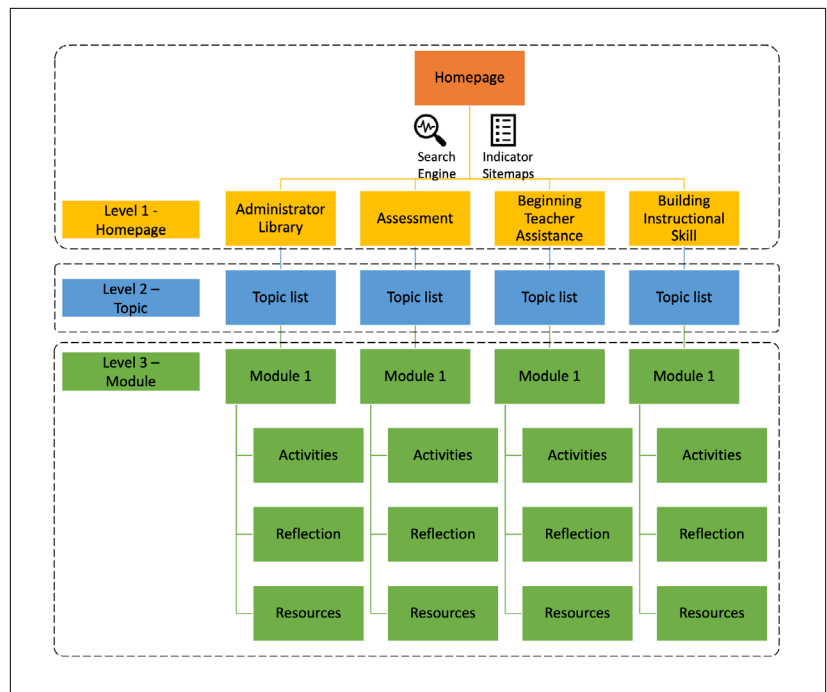 Homepage
Search
Engine
Indicator
Sitemaps
Level 1 -
Homepage
Administrator
Library
Assessment
Beginning
Teacher
Assistance
Building
Instructional
Skill
Level 2 –
Topic
Topic list
Topic list
Topic list
Topic list
Level 3 –
Module
Module 1
Module 1
Module 1
Module 1
Activities
Activities
Activities
Activities
Reflection
Reflection
Reflection
Reflection
Resources
Resources
Resources
Resources